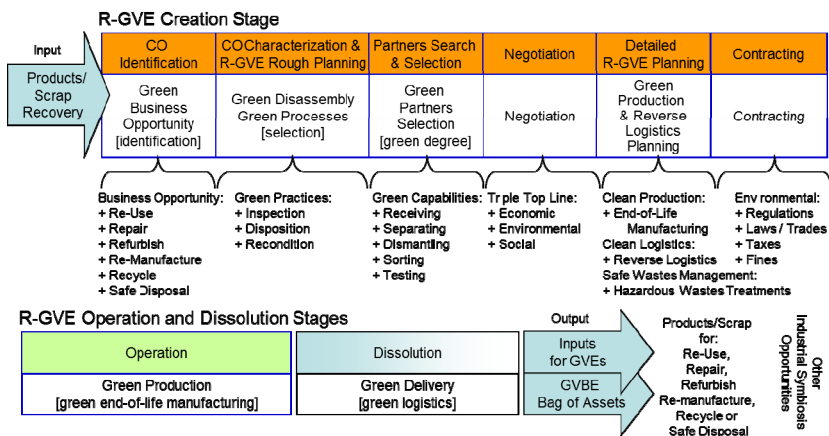 R-GVE Creation Stage
Input
Products/
Scrap
Recovery
CO
Identification
COCharacterization &
R-GVE Rough Planning
Partners Search
& Selection
Negotiation
Detailed
R-GVE Planning
Contracting
Green
Business
Opportunity
[identification]
Green Disassembly
Green Processes
[selection]
Green
Partners
Selection
[green degree]
Negotiation
Green
Production
& Reverse
Logistics
Planning
Contracting
Business Opportunity:
+ Re-Use
+ Repair
+ Refurbish
+ Re-Manufacture
+ Recycle
+ Safe Disposal
Green Practices:
+ Inspection
+ Disposition
+ Recondition
Green Capabilities:
+ Receiving
+ Separating
+ Dismantling
+ Sorting
+ Testing
Triple Top Line:
+ Economic
+ Environmental
+ Social
Clean Production:
+ End-of-Life
Manufacturing
Clean Logistics:
+ Reverse Logistics
Safe Wastes Management:
+ Hazardous Wastes Treatments
Environmental:
+ Regulations
+ Laws / Trades
+ Taxes
+ Fines
R-GVE Operation and Dissolution Stages
Operation
Green Production
[green end-of-life manufacturing]
Dissolution
Green Delivery
[green logistics]
Output
Inputs
for GVEs
GVBE
Bag of Assets
Products/Scrap
for:
Re-Use,
Repair,
Refurbish
Re-manufacture,
Recycle or
Safe Disposal
Other
Industrial Symbiosis
Opportunities